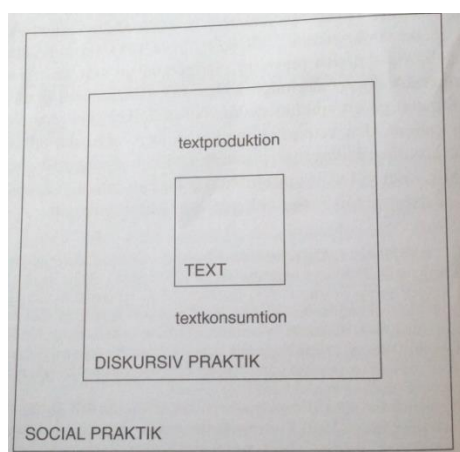 textproduktion
TEXT
textkonsumtion
DISKURSIV PRAKTIK
SOCIAL PRAKTIK